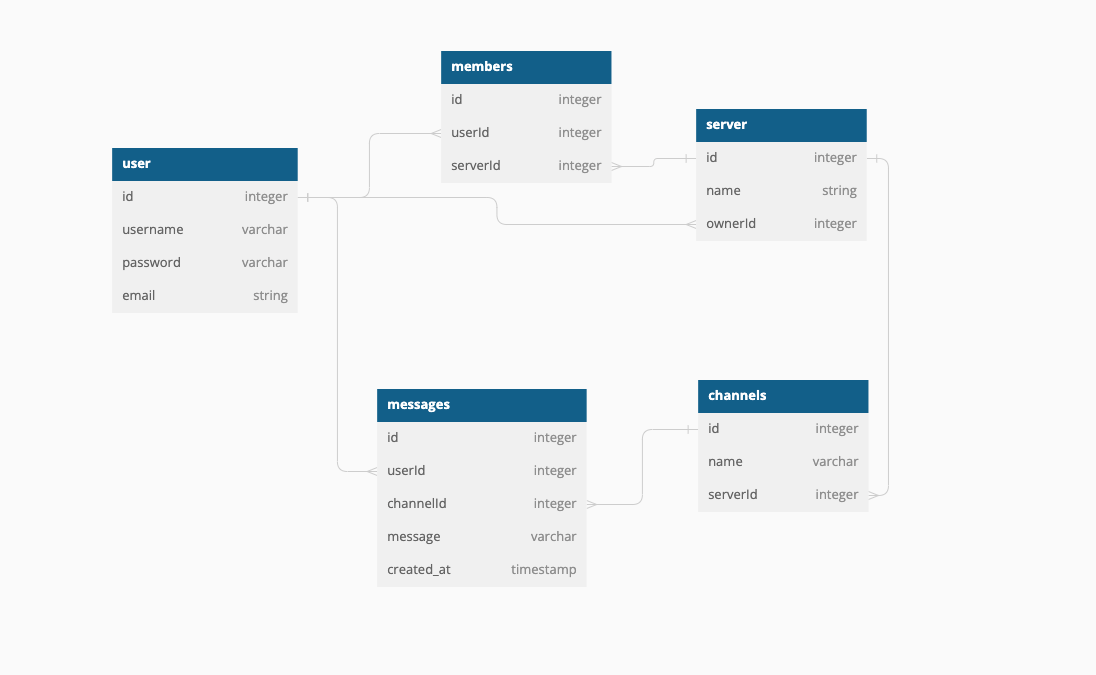 members
id integer
userId integer
serverId integer
server
id integer
name string
ownerId integer
user
id integer
username varchar
password varchar
email string
messages
id integer
userId integer
channelId integer
message varchar
created_at timestamp
channels
id integer
name varchar
serverId integer